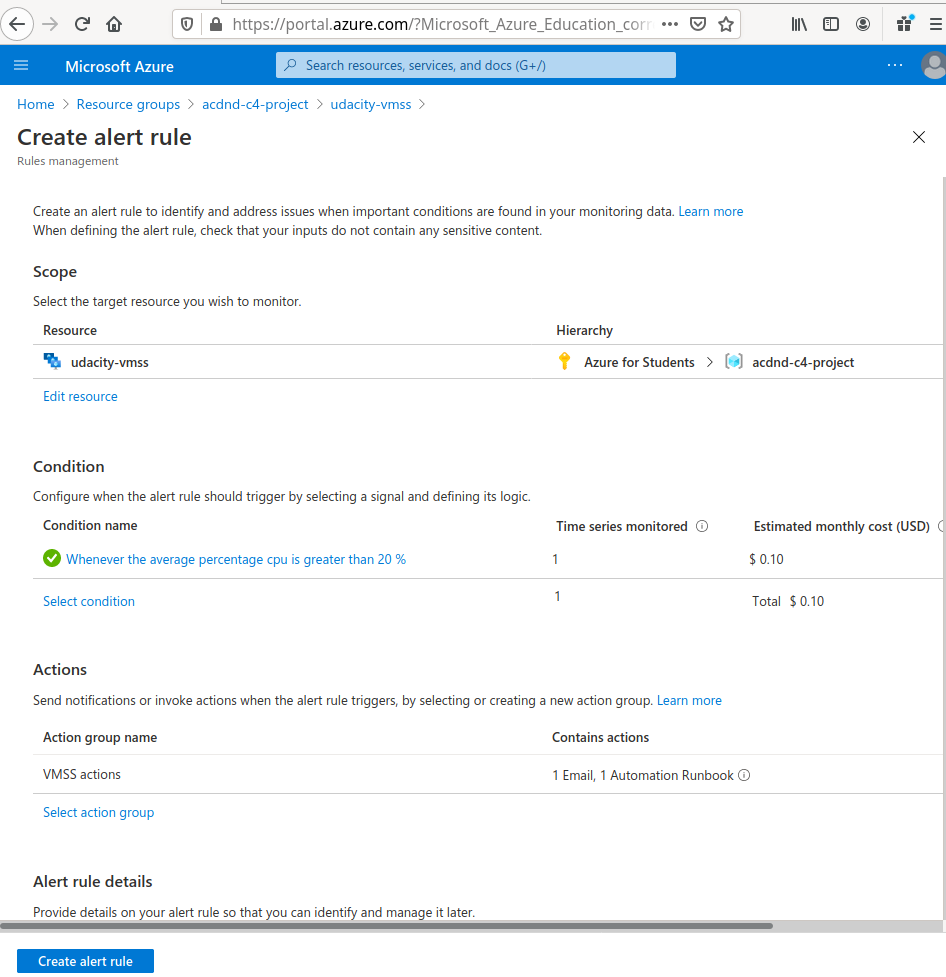 https://portal.azure.com/?Microsoft_Azure_Education_corr
Microsoft Azure
Search resources, services, and docs (G+/)
Home > Resource groups > acdnd-c4-project > udacity-vmss >
Create alert rule
Rules management
Create an alert rule to identify and address issues when important conditions are found in your monitoring data. Learn more
When defining the alert rule, check that your inputs do not contain any sensitive content.
Scope
Select the target resource you wish to monitor.
Resource Hierarchy
udacity-vmss Azure for Students > acdnd-c4-project
Edit resource
Condition
Configure when the alert rule should trigger by selecting a signal and defining its logic.
Condition name Time series monitored Estimated monthly cost (USD)
Whenever the average percentage cpu is greater than 20 % 1 $ 0.10
Select condition 1 Total $ 0.10
Actions
Send notifications or invoke actions when the alert rule triggers, by selecting or creating a new action group. Learn more
Action group name Contains actions
VMSS actions 1 Email, 1 Automation Runbook
Select action group
Alert rule details
Provide details on your alert rule so that you can identify and manage it later.
Create alert rule